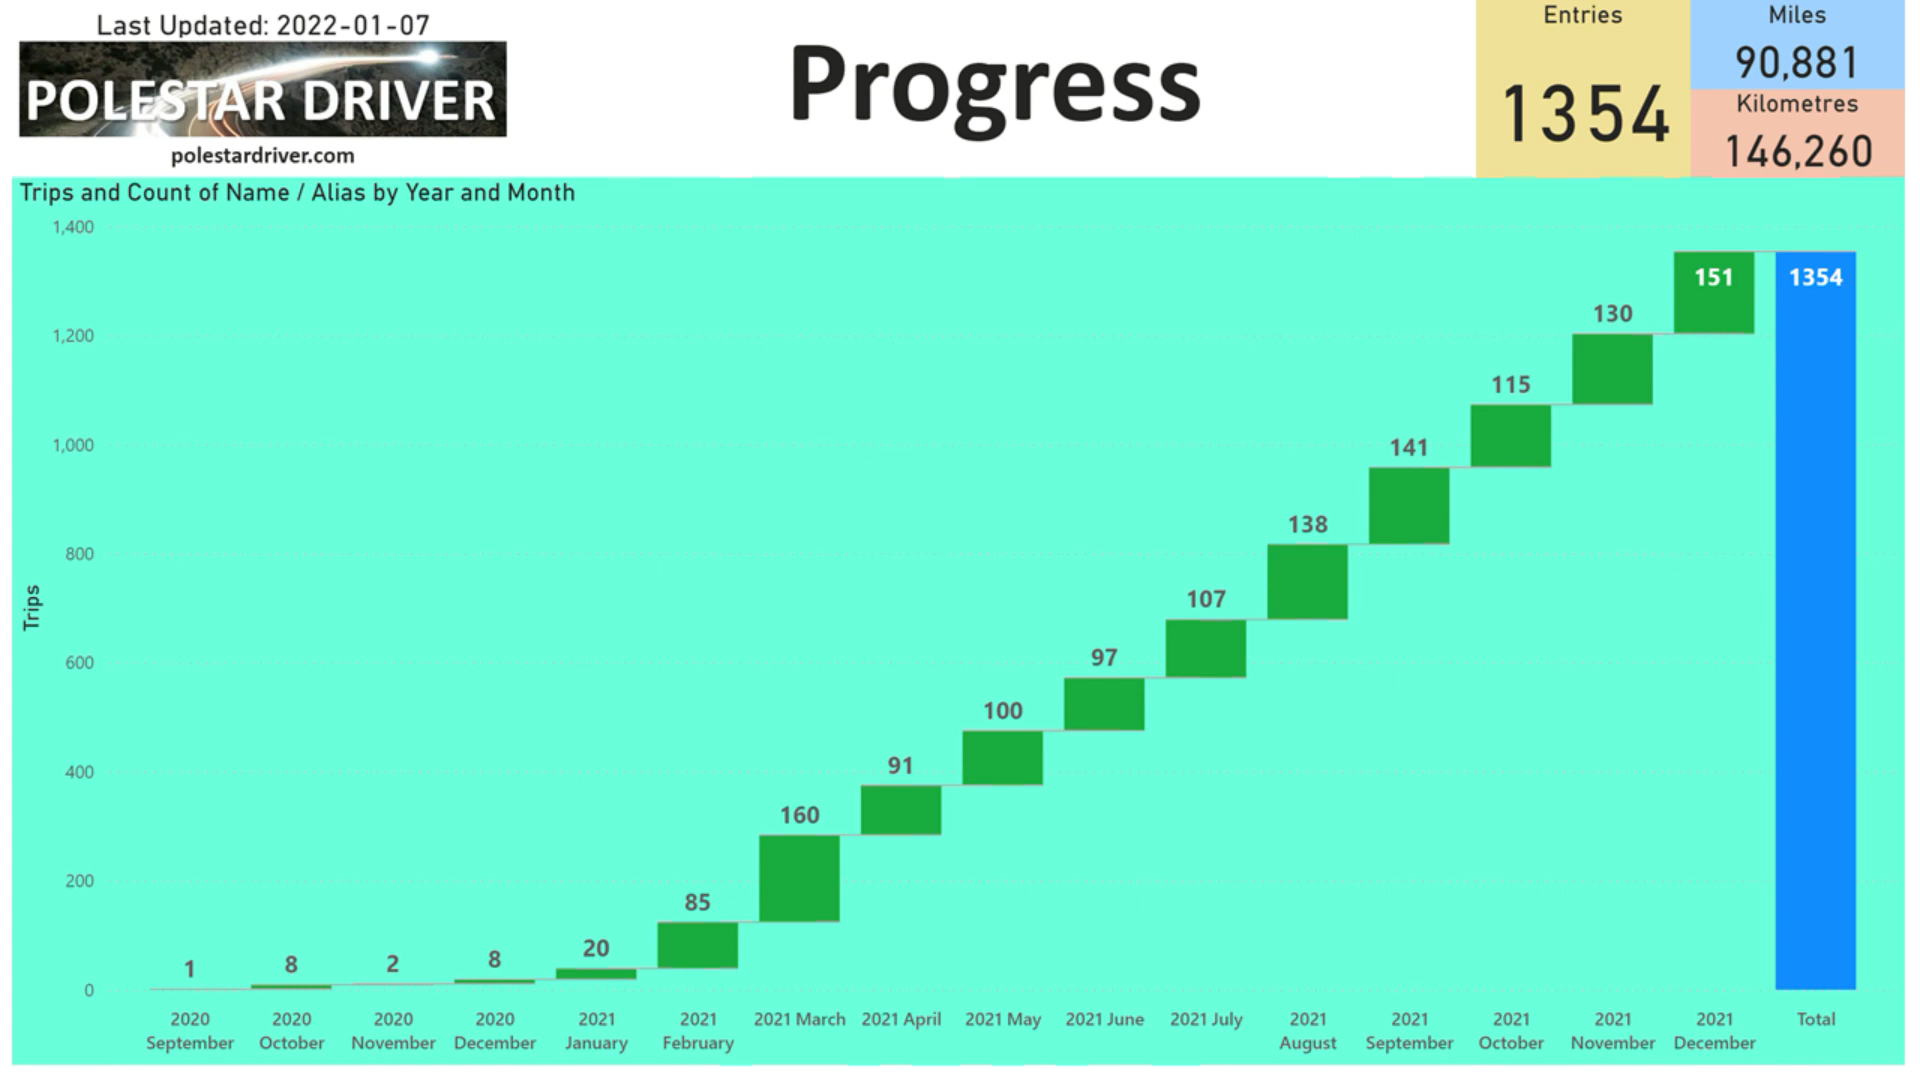 Last Updated: 2022-01-07
POLESTAR DRIVER
polestardriver.com
Progress
Entries
1354
Miles
90,881
Kilometres
146,260
Trips and Count of Name / Alias by Year and Month
Trips
1,400
1,200
1,000
800
600
400
200
0
1
8
2
8
20
85
160
91
100
97
107
138
141
115
130
151
1354
2020 September
2020 October
2020 November
2020 December
2021 January
2021 February
2021 March
2021 April
2021 May
2021 June
2021 July
2021 August
2021 September
2021 October
2021 November
2021 December
Total